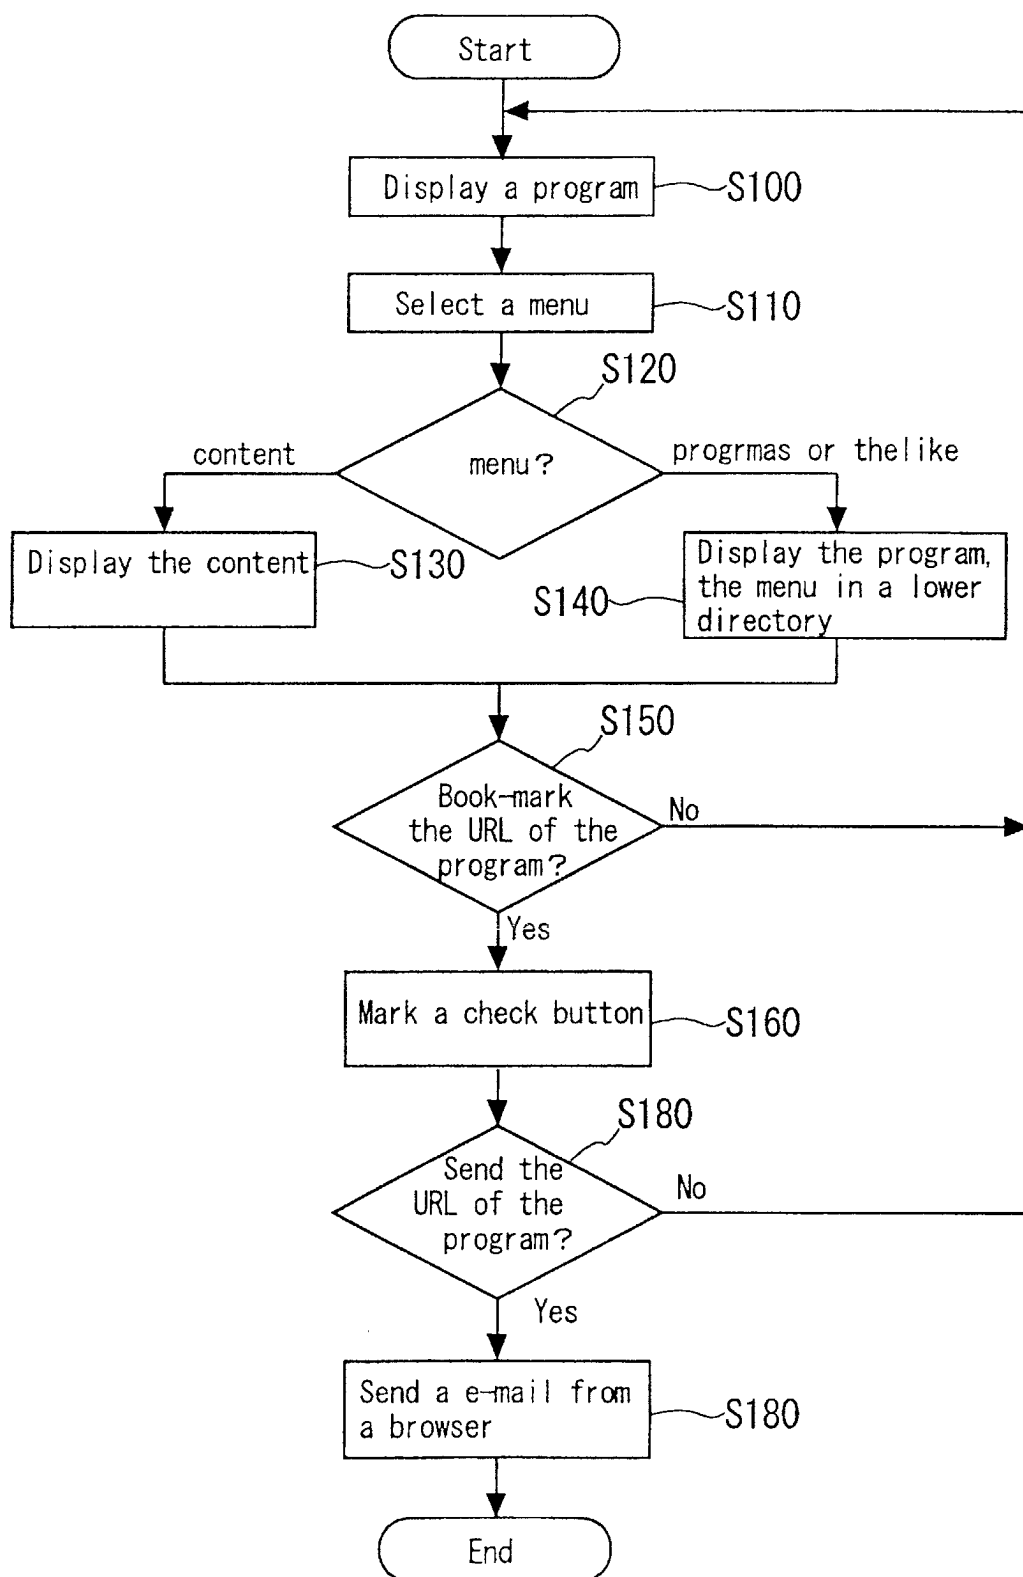 Start
Display a program
S100
Select a menu
S110
S120
menu?
content
progrmas or thelike
Display the content
S130
Display the program,
the menu in a lower
directory
S140
S150
Book-mark
the URL of the
program?
No
Yes
Mark a check button
S160
S180
Send the
URL of the
program?
No
Yes
Send a e-mail from
a browser
S180
End